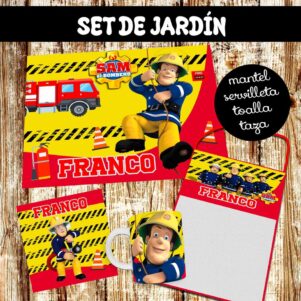 SET DE JARDÍN
SAM
EL BOMBERO
FRANCO
mantel
servilleta
toalla
taza
FRANCO
FRANCO